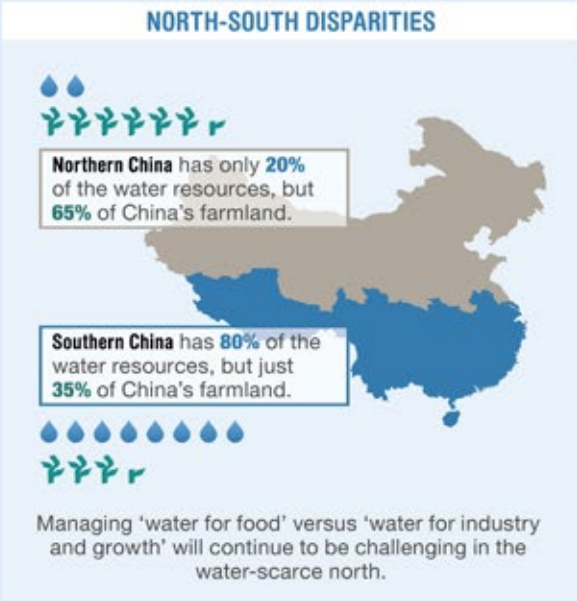 NORTH-SOUTH DISPARITIES
Northern China has only 20%
of the water resources, but
65% of China's farmland.
Southern China has 80% of the
water resources, but just
35% of China's farmland.
Managing ‘water for food’ versus ‘water for industry
and growth’ will continue to be challenging in the
water-scarce north.